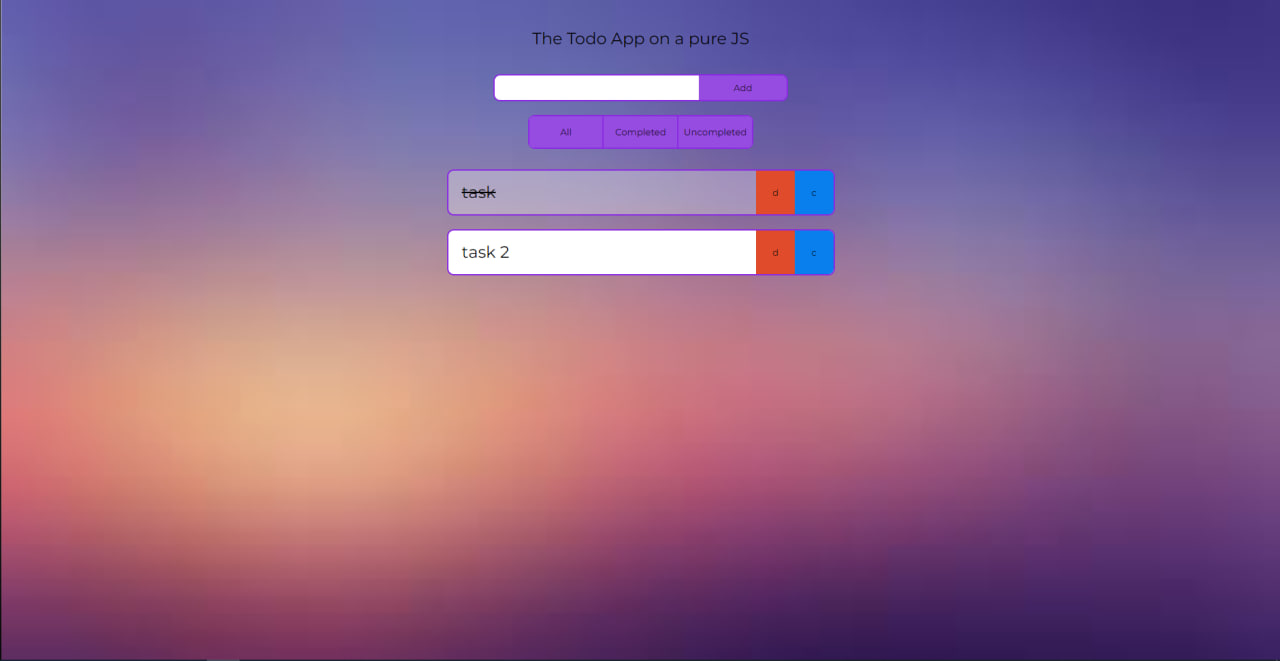 The Todo App on a pure JS
Add
All Completed Uncompleted
task d c
task 2 d c